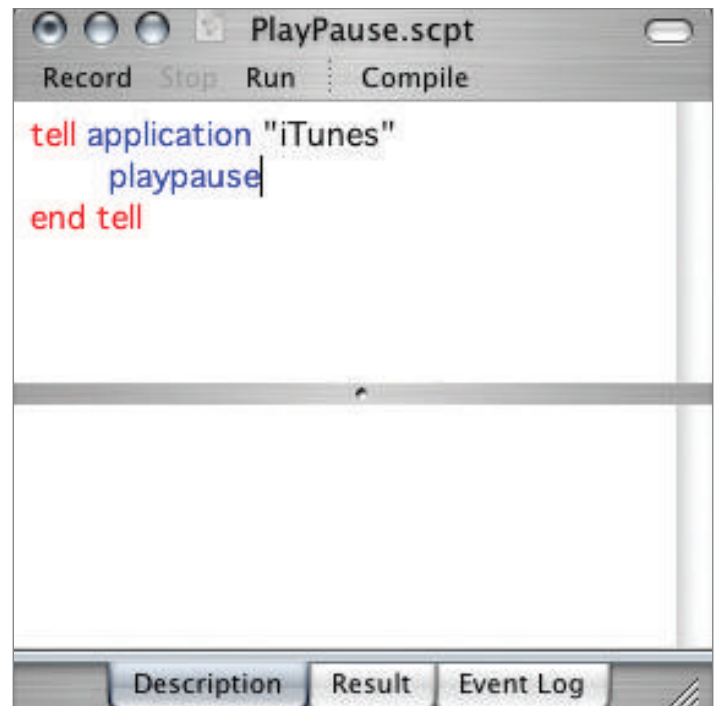 PlayPause.scpt
Record Stop Run Compile
tell application "iTunes"
playpause
end tell
Description Result Event Log